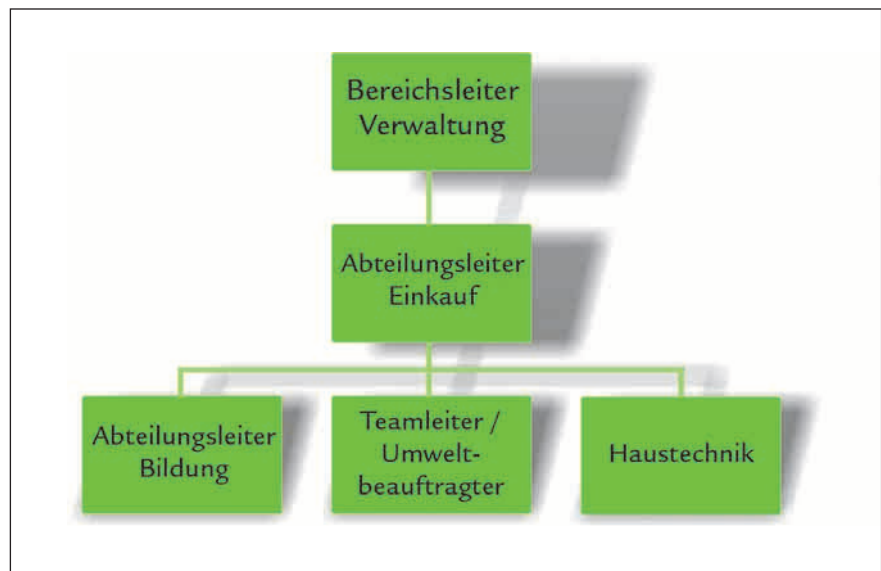 Bereichsleiter
Verwaltung
Abteilungsleiter
Einkauf
Abteilungsleiter
Bildung
Teamleiter /
Umwelt-
beauftragter
Haustechnik